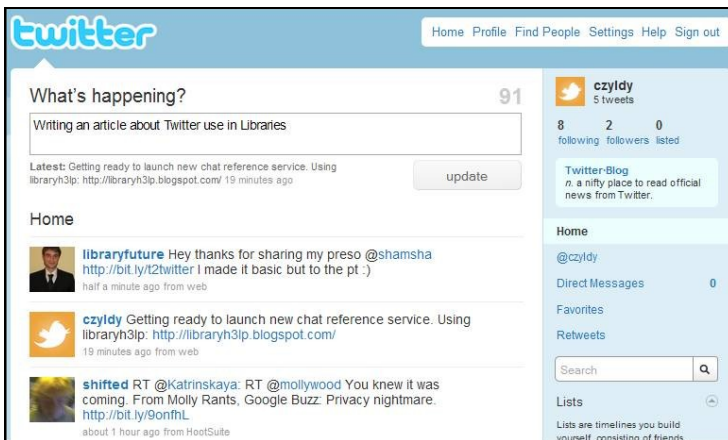 twitter
Home Profile Find People Settings Help Sign out
What's happening?
91
Writing an article about Twitter use in Libraries
Latest: Getting ready to launch new chat reference service. Using
libraryh3lp: http://libraryh3lp.blogspot.com/ 19 minutes ago
update
Home
libraryfuture Hey thanks for sharing my preso @shamsha
http://bit.ly/t2twitter I made it basic but to the pt :)
half a minute ago from web
czyldy Getting ready to launch new chat reference service. Using
libraryh3lp: http://libraryh3lp.blogspot.com/
19 minutes ago from web
shifted RT @Katrinskaya: RT @mollywood You knew it was
coming. From Molly Rants, Google Buzz: Privacy nightmare.
http://bit.ly/9onfhL
about 1 hour ago from HootSuite
czyldy
5 tweets
8 2 0
following followers listed
Twitter-Blog
n. a nifty place to read official
news from Twitter.
Home
@czyldy
Direct Messages 0
Favorites
Retweets
Search
Lists
Lists are timelines you build
yourself, consisting of friends